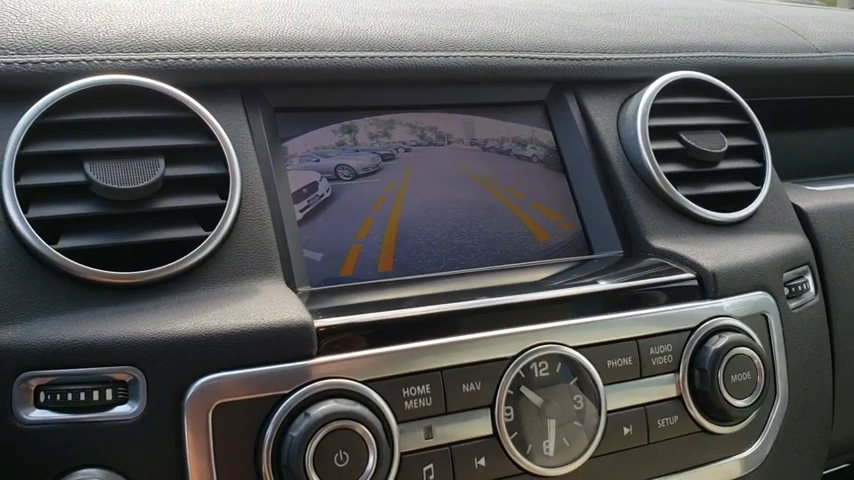 HOME
MENU
NAV
PHONE
AUDIO
VIDEO
12
9
3
6
MODE
SETUP